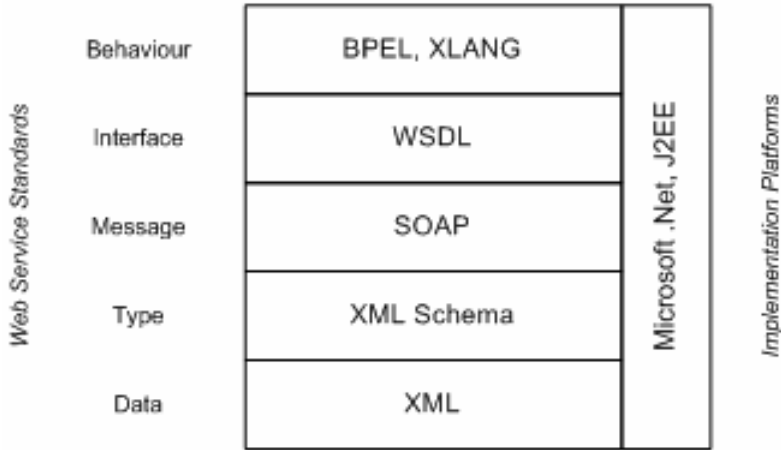 Web Service Standards
Behaviour
BPEL, XLANG
Interface
WSDL
Message
SOAP
Type
XML Schema
Data
XML
Microsoft .Net, J2EE
Implementation Platforms